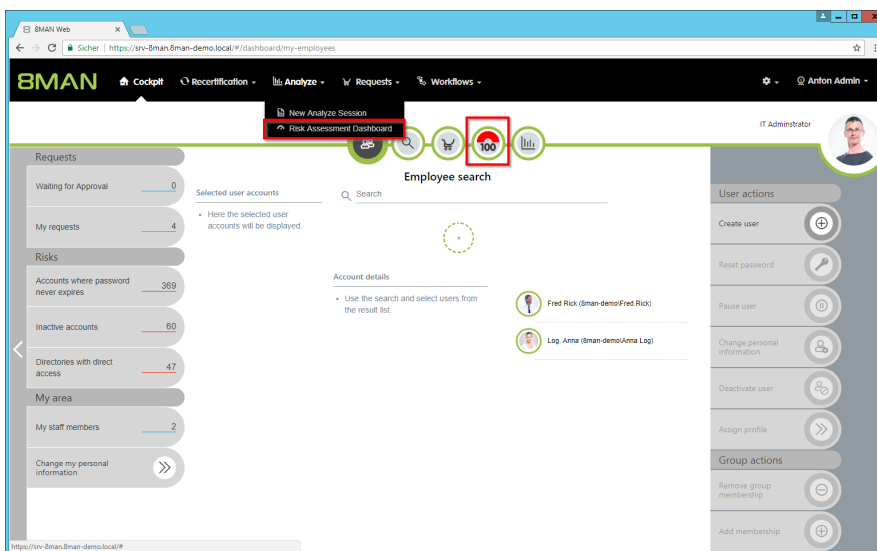 8MAN Web
Sicher | https://srv-8man.8man-demo.local/#/dashboard/my-employees
8MAN
Cockpit
Recertification
Analyze
Requests
Workflows
Anton Admin
New Analyze Session
Risk Assessment Dashboard
IT Adminstrator
100
Employee search
Requests
Waiting for Approval
0
My requests
4
Risks
Accounts where password
never expires
369
Inactive accounts
60
Directories with direct
access
47
My area
My staff members
2
Change my personal
information
Selected user accounts
Here the selected user
accounts will be displayed.
Search
Account details
Use the search and select users from
the result list.
Fred Rick (8man-demo\Fred.Rick)
Log, Anna (8man-demo\Anna Log)
User actions
Create user
Reset password
Pause user
Change personal
information
Deactivate user
Assign profile
Group actions
Remove group
membership
Add membership
https://srv-8man.8man-demo.local/#